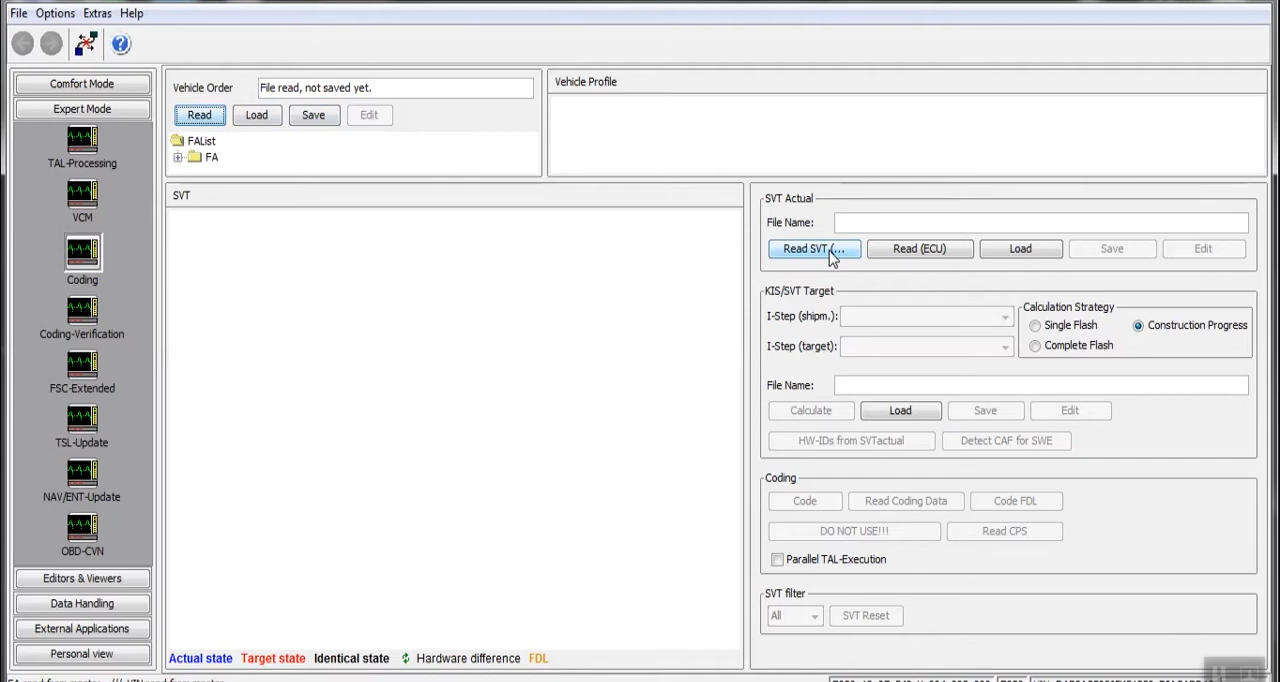 File Options Extras Help
Comfort Mode
Expert Mode
TAL-Processing
VCM
Coding
Coding-Verification
FSC-Extended
TSL-Update
NAV/ENT-Update
OBD-CVN
Editors & Viewers
Data Handling
External Applications
Personal view
Vehicle Order File read, not saved yet.
Read Load Save Edit
FAList
FA
Vehicle Profile
SVT
Actual state Target state Identical state Hardware difference FDL
SVT Actual
File Name:
Read SVT (... Read (ECU) Load Save Edit
KIS/SVT Target
I-Step (shipm.):
I-Step (target):
Calculation Strategy
Single Flash Construction Progress
Complete Flash
File Name:
Calculate Load Save Edit
HW-IDs from SVTactual Detect CAF for SWE
Coding
Code Read Coding Data Code FDL
DO NOT USE!!! Read CPS
Parallel TAL-Execution
SVT filter
All SVT Reset